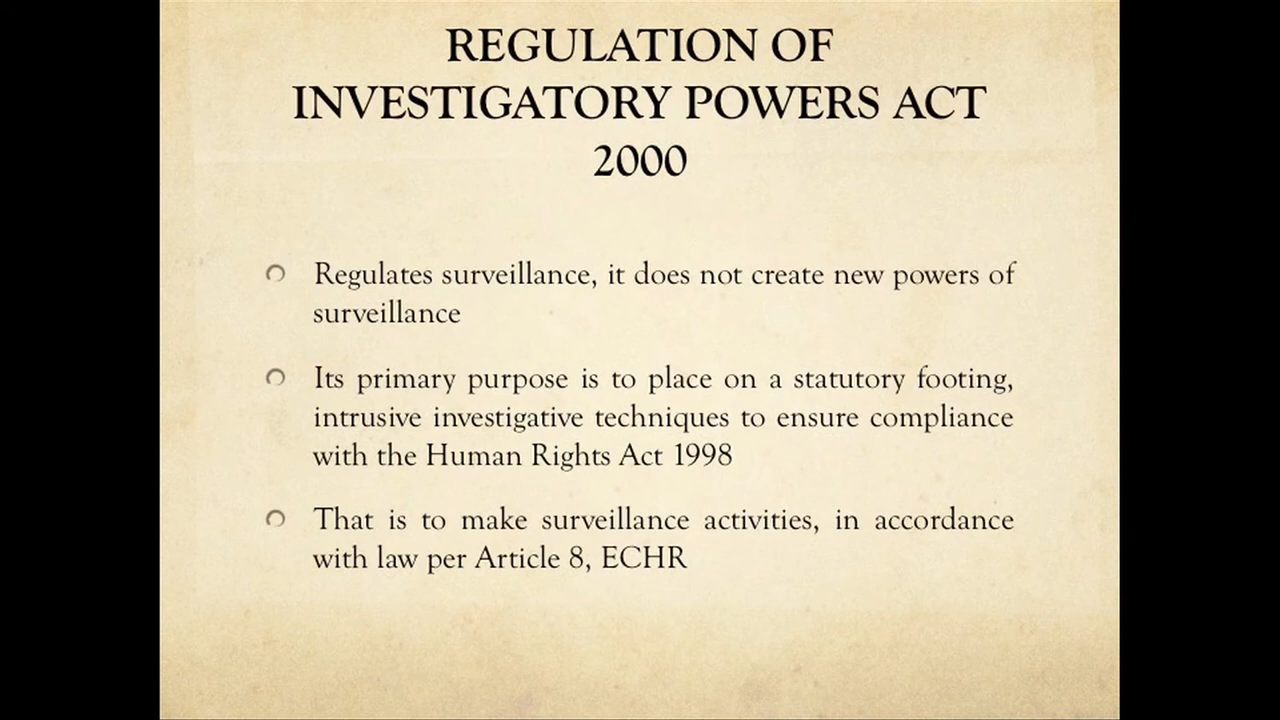 REGULATION OF
INVESTIGATORY POWERS ACT
2000
Regulates surveillance, it does not create new powers of
surveillance
Its primary purpose is to place on a statutory footing,
intrusive investigative techniques to ensure compliance
with the Human Rights Act 1998
That is to make surveillance activities, in accordance
with law per Article 8, ECHR